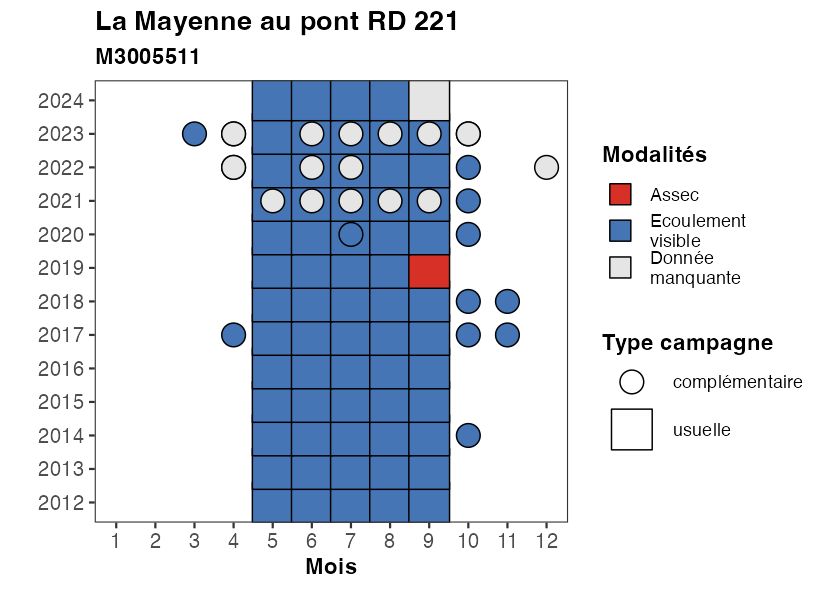 La Mayenne au pont RD 221
M3005511
2024
2023
2022
2021
2020
2019
2018
2017
2016
2015
2014
2013
2012
1 2 3 4 5 6 7 8 9 10 11 12
Mois
Modalités
Assec
Ecoulement
visible
Donnée
manquante
Type campagne
complémentaire
usuelle